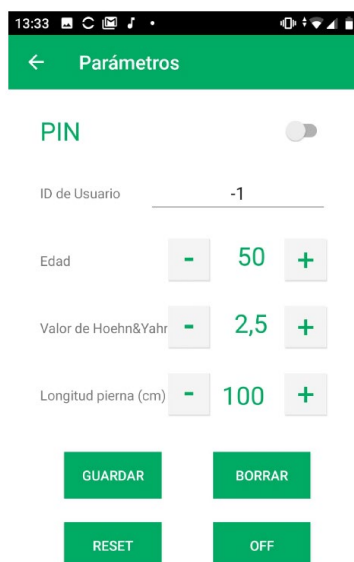 13:33
Parámetros
PIN
ID de Usuario -1
Edad - 50 +
Valor de Hoehn&Yahr - 2,5 +
Longitud pierna (cm) - 100 +
GUARDAR BORRAR
RESET OFF